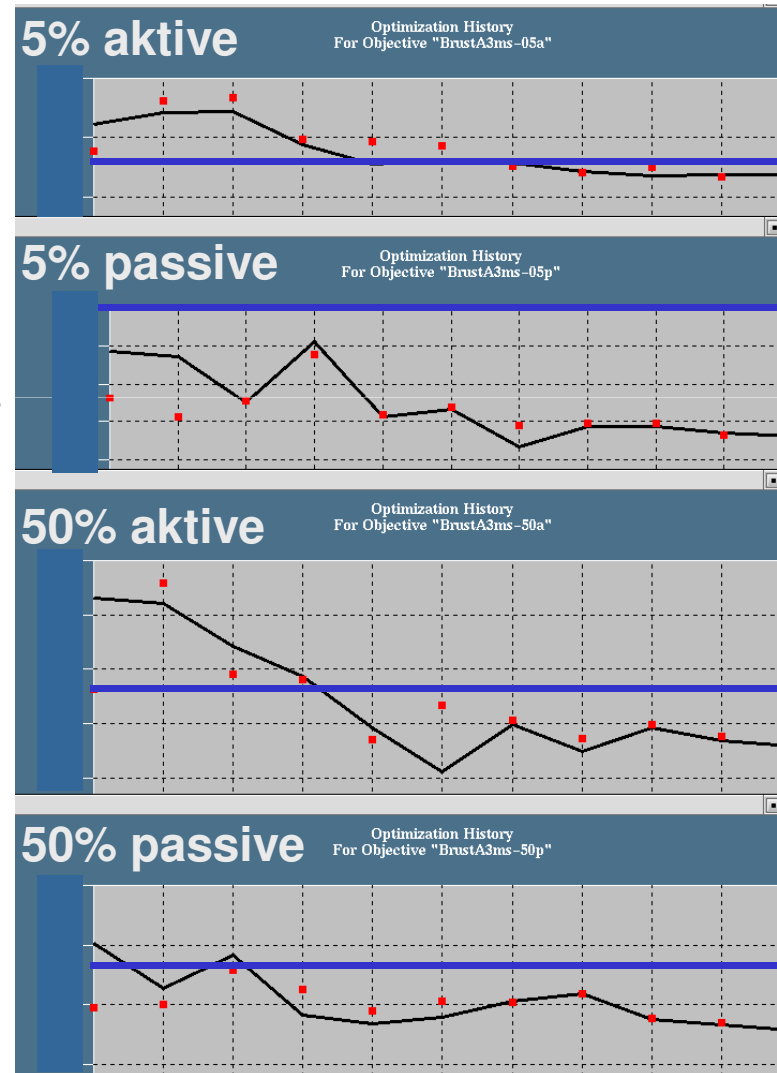 5% aktive
Optimization History
For Objective "BrustA3ms-05a"
5% passive
Optimization History
For Objective "BrustA3ms-05p"
50% aktive
Optimization History
For Objective "BrustA3ms-50a"
50% passive
Optimization History
For Objective "BrustA3ms-50p"